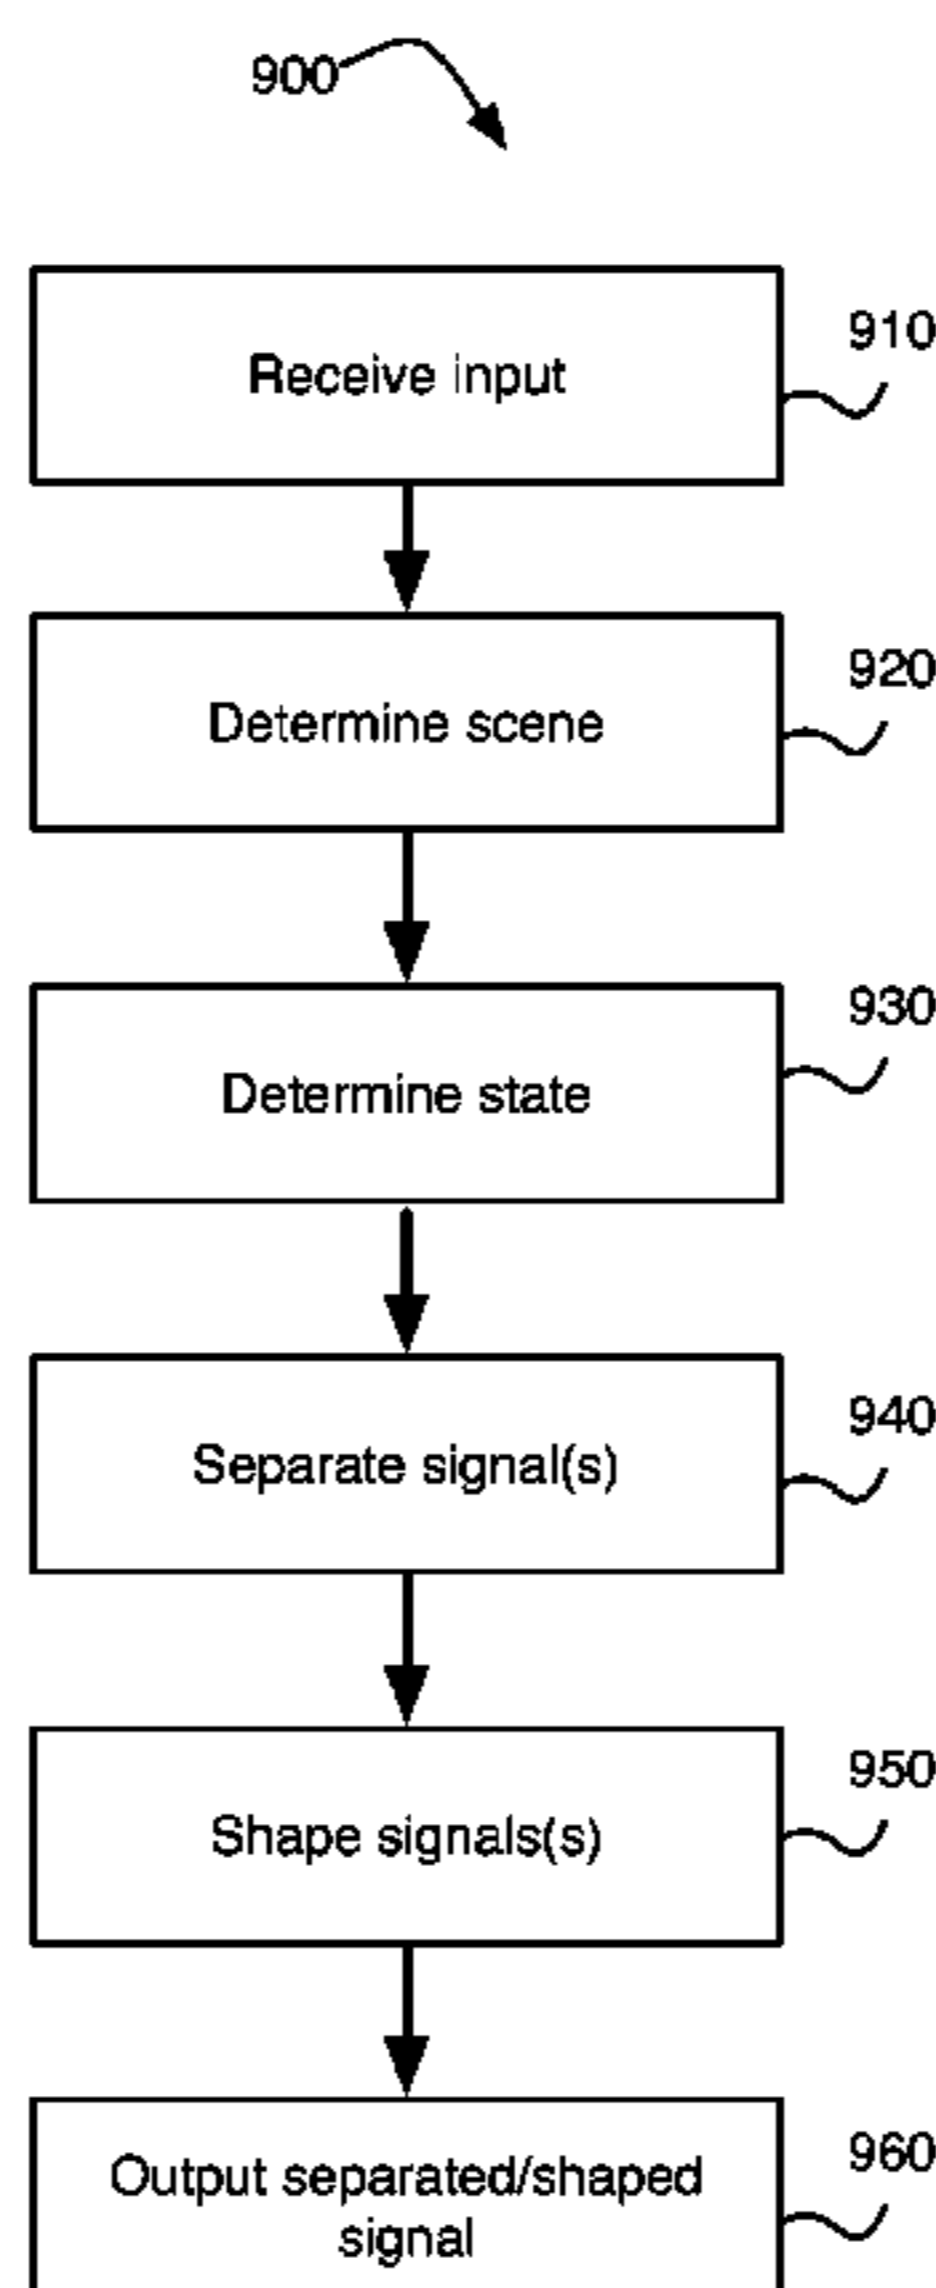 900
Receive input
910
Determine scene
920
Determine state
930
Separate signal(s)
940
Shape signals(s)
950
Output separated/shaped
signal
960